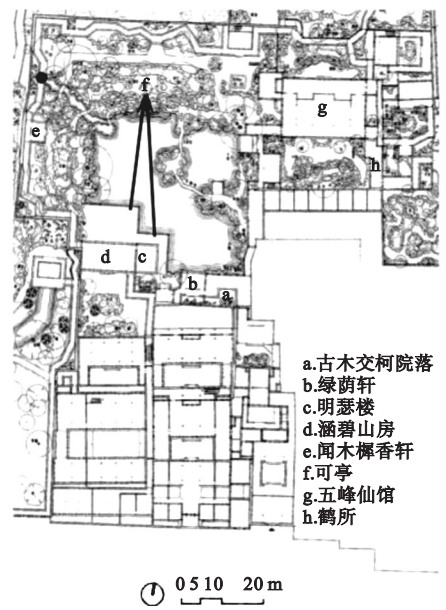 f
g
e
h
d
c
b
a
a.古木交柯院落
b.绿荫轩
c.明瑟楼
d.涵碧山房
e.闻木樨香轩
f.可亭
g.五峰仙馆
h.鹤所
0 5 10 20 m